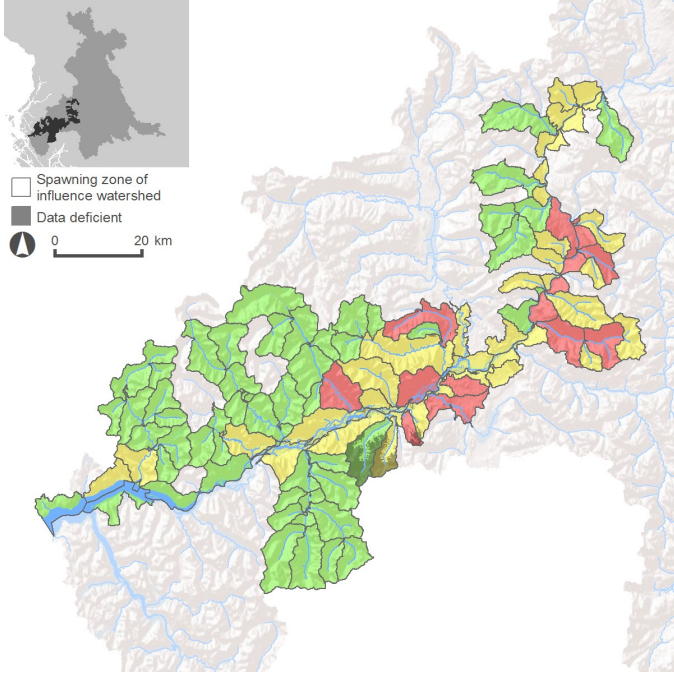 Spawning zone of
influence watershed
Data deficient
0 20 km